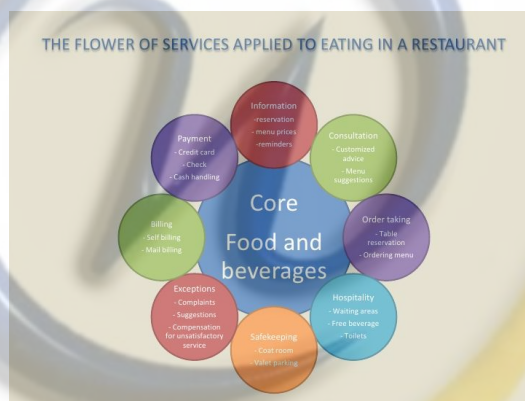 THE FLOWER OF SERVICES APPLIED TO EATING IN A RESTAURANT
Information
-reservation
- menu prices
-reminders
Consultation
- Customized
advice
- Menu
suggestions
Order taking
- Table
reservation
- Ordering menu
Hospitality
- Waiting areas
- Free beverage
- Toilets
Safekeeping
- Coat room
- Valet parking
Exceptions
- Complaints
- Suggestions
- Compensation
for unsatisfactory
service
Billing
- Self billing
- Mail billing
Payment
- Credit card
- Check
- Cash handling
Core
Food and
beverages